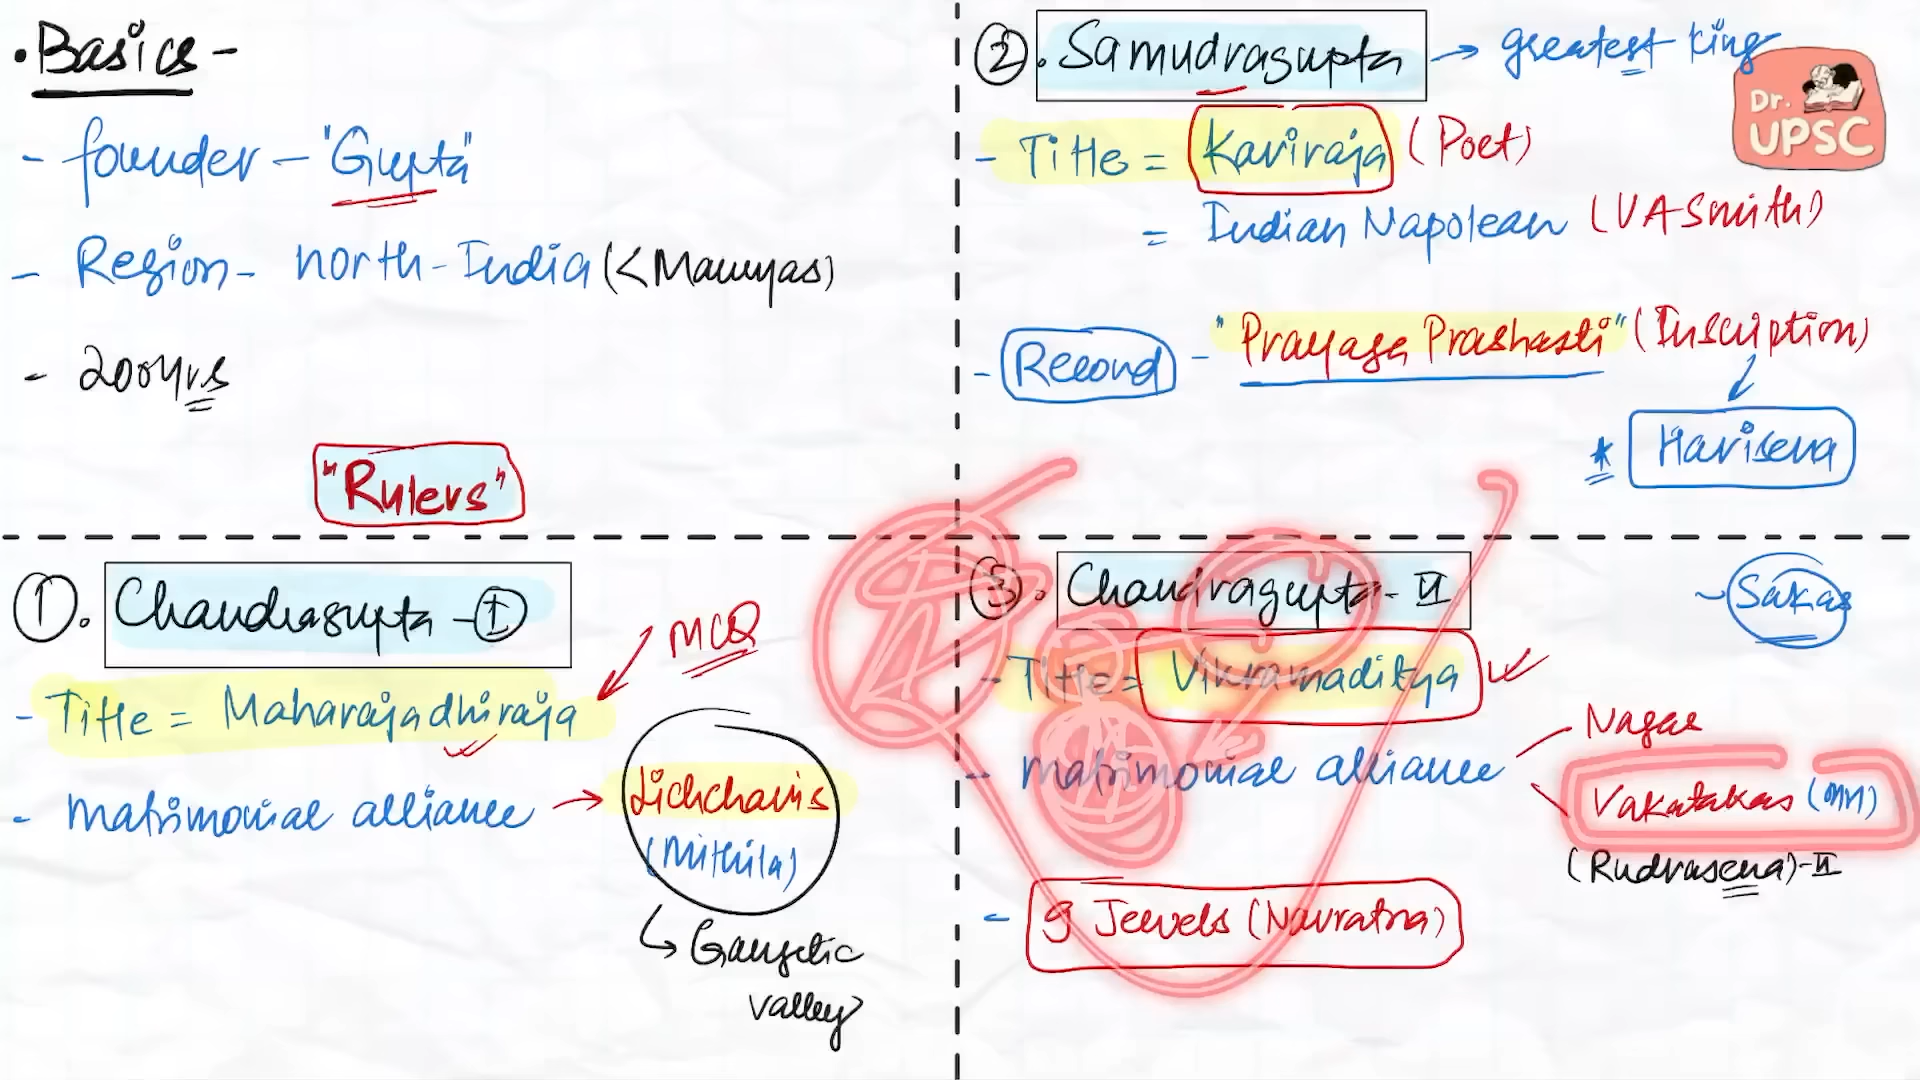 • Basics -
- founder - "Gupta"
- Region - north-India (< Mauryas)
- 200yrs
"Rulers"
①. Chandragupta - I
MCQ
- Title = Maharajadhiraja
- matrimonial alliance → Lichchavis
(Mithila)
↳ Gangetic
valley
②. Samudragupta → greatest king
Dr.
UPSC
- Title = Kaviraja (Poet)
= Indian Napolean (VA Smith)
- Record - "Prayaga Prashasti" (Inscription)
* Harisena
③. Chandragupta - II
~ Sakas
- Title = Vikramaditya
- matrimonial alliance
Nagas
Vakatakas (MH)
(Rudrasena)-II
- 9 Jewels (Navratna)